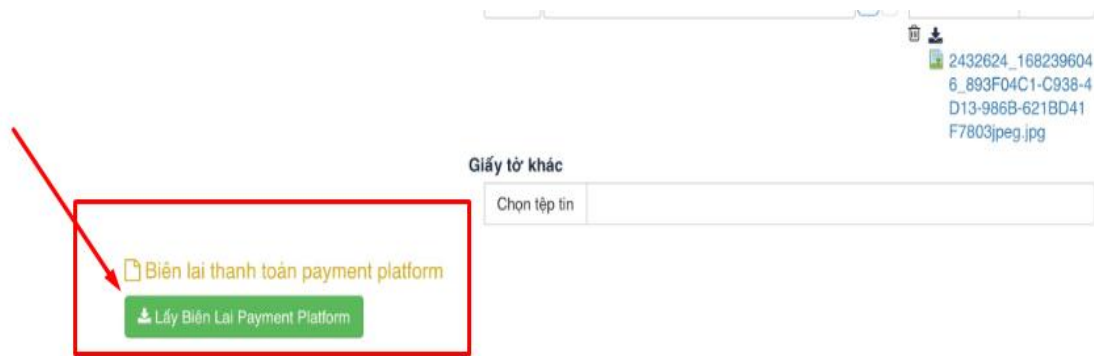 2432624_168239604
6_893F04C1-C938-4
D13-986B-621BD41
F7803jpeg.jpg
Giấy tờ khác
Chọn tệp tin
Biên lai thanh toán payment platform
Lấy Biên Lai Payment Platform